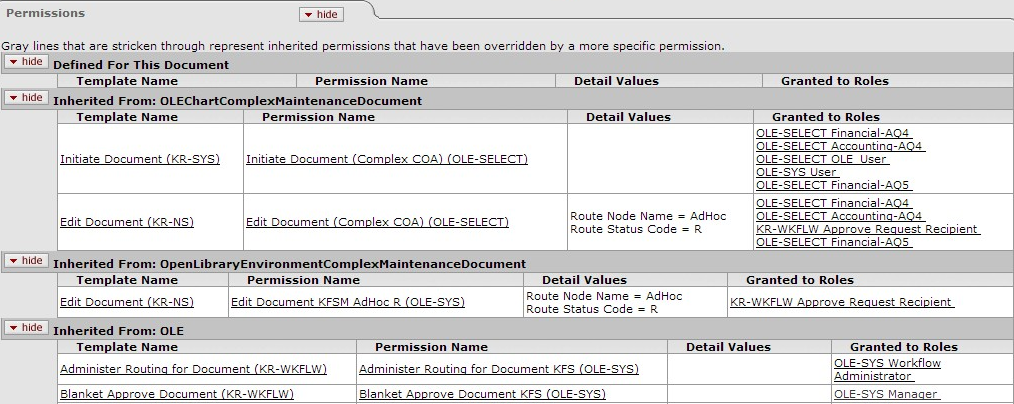 Permissions
hide
Gray lines that are stricken through represent inherited permissions that have been overridden by a more specific permission.
hide Defined For This Document
Template Name Permission Name Detail Values Granted to Roles
hide Inherited From: OLEChartComplexMaintenanceDocument
Template Name Permission Name Detail Values Granted to Roles
Initiate Document (KR-SYS) Initiate Document (Complex COA) (OLE-SELECT)
OLE-SELECT Financial-AQ4
OLE-SELECT Accounting-AQ4
OLE-SELECT OLE_User
OLE-SYS User
OLE-SELECT Financial-AQ5
Edit Document (KR-NS) Edit Document (Complex COA) (OLE-SELECT)
Route Node Name = AdHoc
Route Status Code = R
OLE-SELECT Financial-AQ4
OLE-SELECT Accounting-AQ4
KR-WKFLW Approve Request Recipient
OLE-SELECT Financial-AQ5
hide Inherited From: OpenLibraryEnvironmentComplexMaintenanceDocument
Template Name Permission Name Detail Values Granted to Roles
Edit Document (KR-NS) Edit Document KFSM AdHoc R (OLE-SYS)
Route Node Name = AdHoc
Route Status Code = R
KR-WKFLW Approve Request Recipient
hide Inherited From: OLE
Template Name Permission Name Detail Values Granted to Roles
Administer Routing for Document (KR-WKFLW) Administer Routing for Document KFS (OLE-SYS)
OLE-SYS Workflow
Administrator
Blanket Approve Document (KR-WKFLW) Blanket Approve Document KFS (OLE-SYS) OLE-SYS Manager